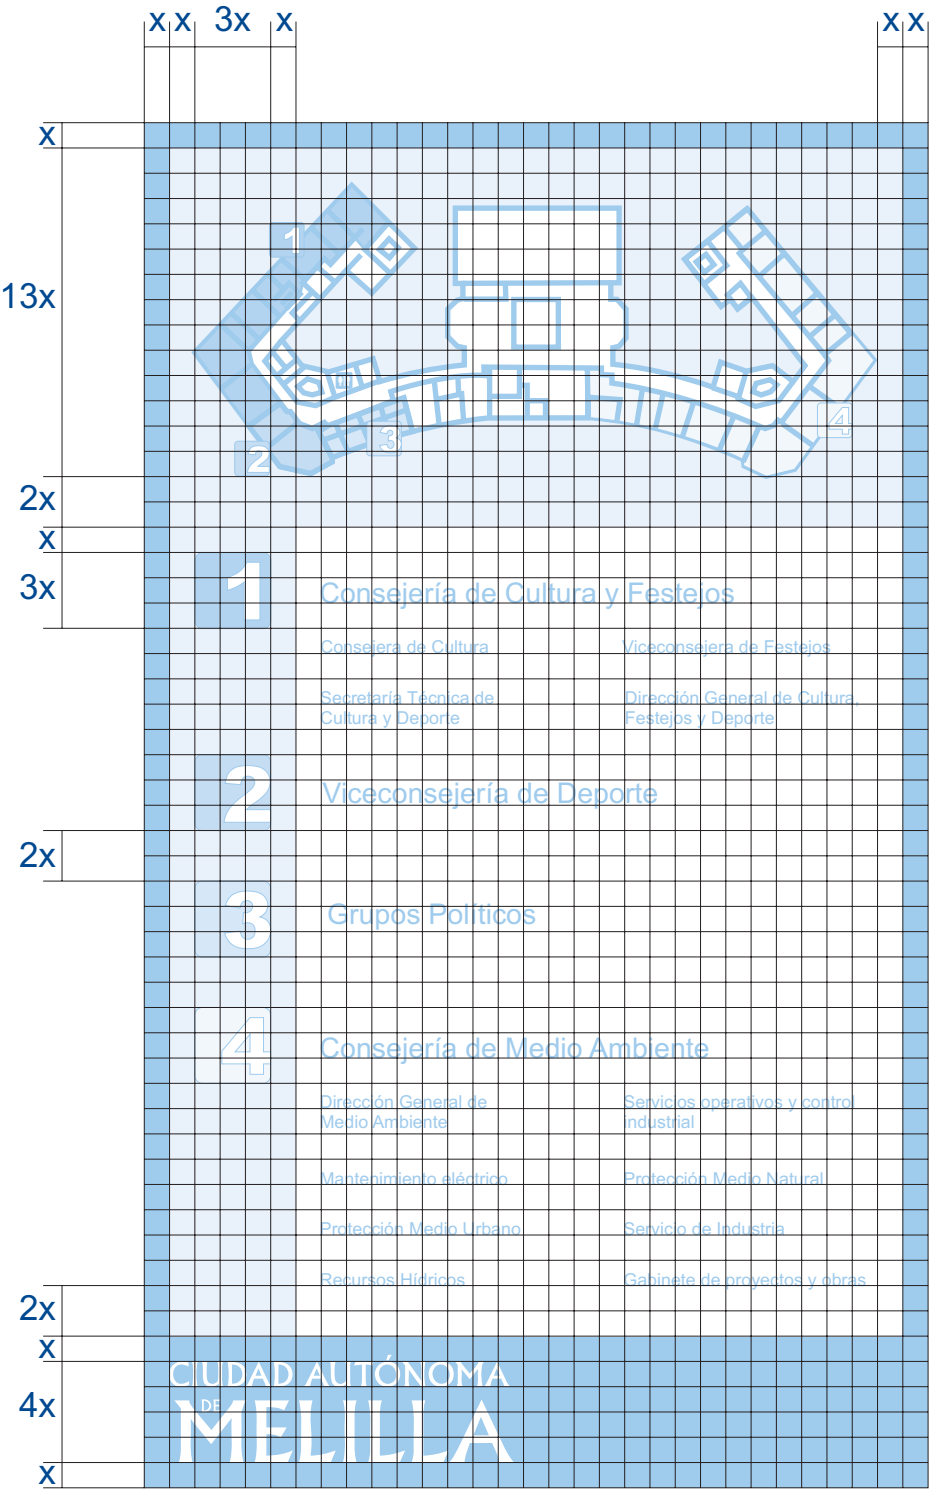 x x 3x x x x
x
13x
1
2
3
4
2x
x
3x
1 Consejería de Cultura y Festejos
Consejera de Cultura Viceconsejera de Festejos
Secretaría Técnica de Dirección General de Cultura,
Cultura y Deporte Festejos y Deporte
2 Viceconsejería de Deporte
2x
3 Grupos Políticos
4 Consejería de Medio Ambiente
Dirección General de Servicios operativos y control
Medio Ambiente industrial
Mantenimiento eléctrico Protección Medio Natural
Protección Medio Urbano Servicio de Industria
Recursos Hídricos Gabinete de proyectos y obras
2x
x
CIUDAD AUTÓNOMA
DE
MELILLA
4x
x